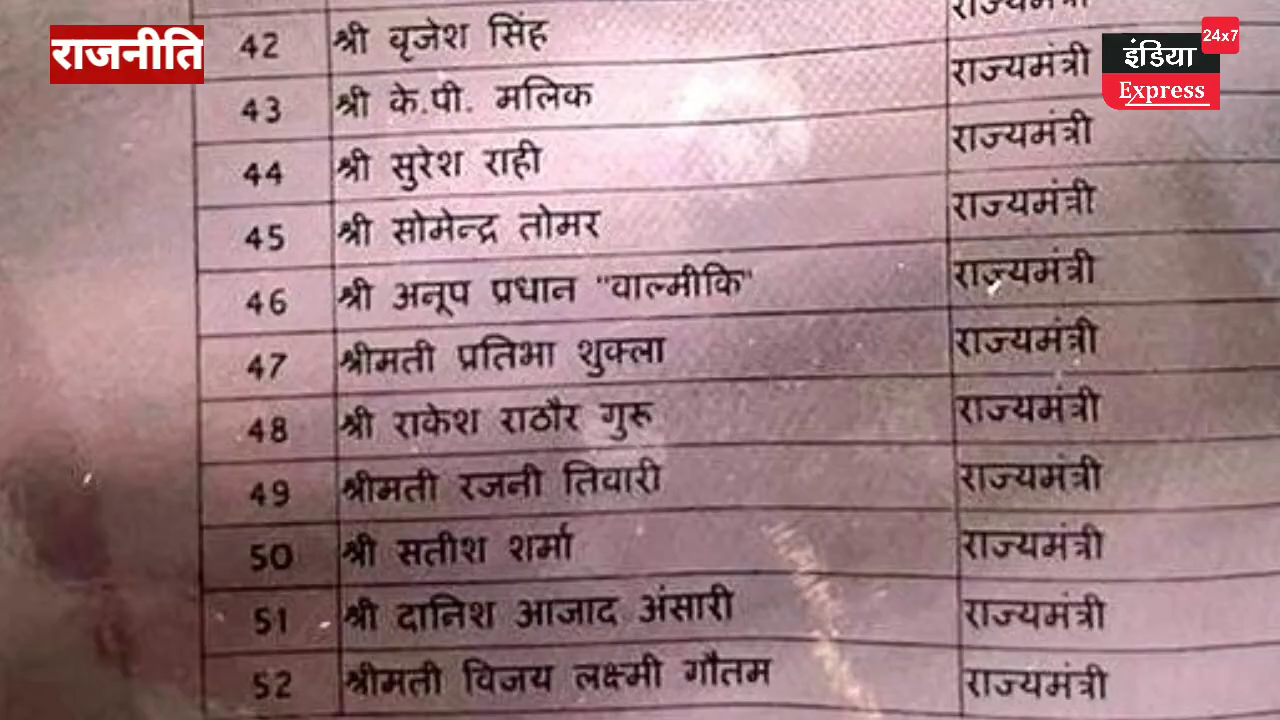 राजनीति
इंडिया
24x7
Express
राज्यमंत्री
42 श्री वृजेश सिंह राज्यमंत्री
43 श्री के.पी. मलिक राज्यमंत्री
44 श्री सुरेश राही राज्यमंत्री
45 श्री सोमेन्द्र तोमर राज्यमंत्री
46 श्री अनूप प्रधान "वाल्मीकि" राज्यमंत्री
47 श्रीमती प्रतिभा शुक्ला राज्यमंत्री
48 श्री राकेश राठौर गुरू राज्यमंत्री
49 श्रीमती रजनी तिवारी राज्यमंत्री
50 श्री सतीश शर्मा राज्यमंत्री
51 श्री दानिश आजाद अंसारी राज्यमंत्री
52 श्रीमती विजय लक्ष्मी गौतम